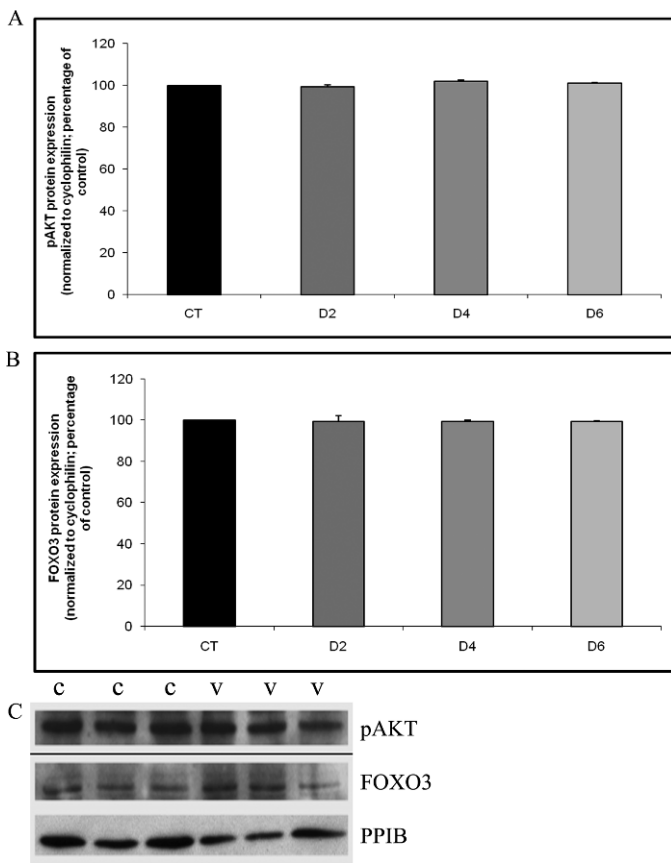 A
pAKT protein expression
(normalized to cyclophilin; percentage of
control)
120
100
80
60
40
20
0
CT D2 D4 D6
B
FOXO3 protein expression
(normalized to cyclophilin; percentage
of control)
120
100
80
60
40
20
0
CT D2 D4 D6
c c c v v v
C
pAKT
FOXO3
PPIB